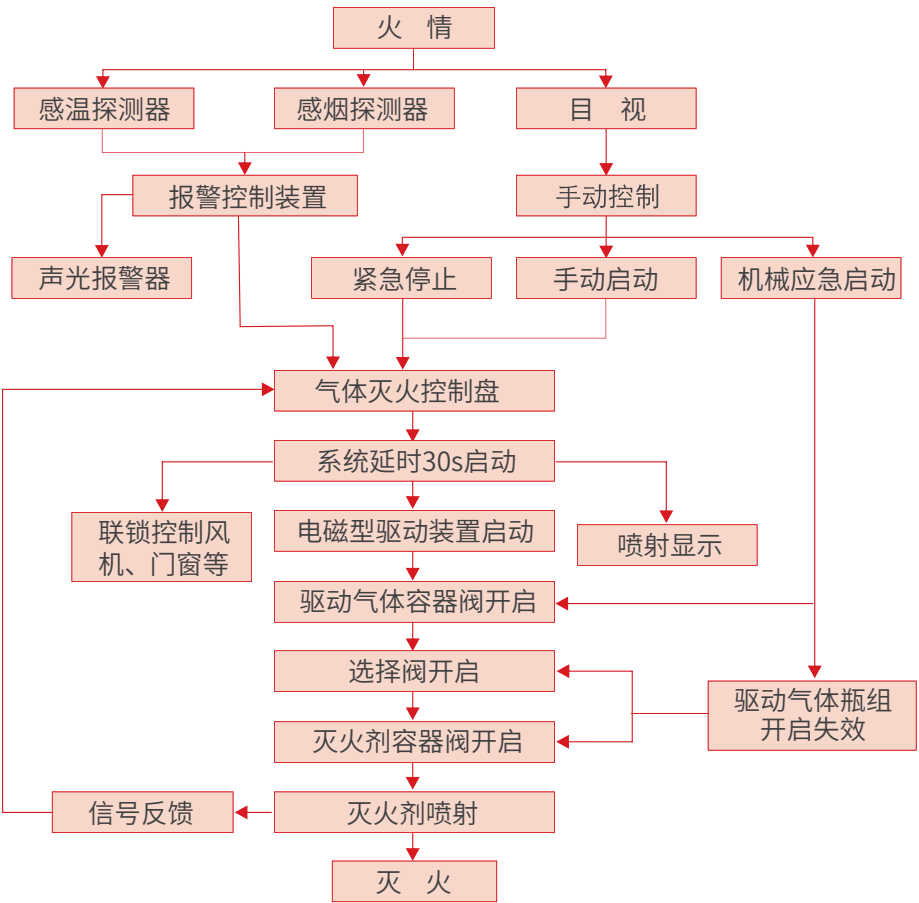 火 情
感温探测器
感烟探测器
目 视
报警控制装置
手动控制
声光报警器
紧急停止
手动启动
机械应急启动
气体灭火控制盘
系统延时30s启动
联锁控制风
机、门窗等
电磁型驱动装置启动
喷射显示
驱动气体容器阀开启
选择阀开启
驱动气体瓶组
开启失效
灭火剂容器阀开启
信号反馈
灭火剂喷射
灭 火